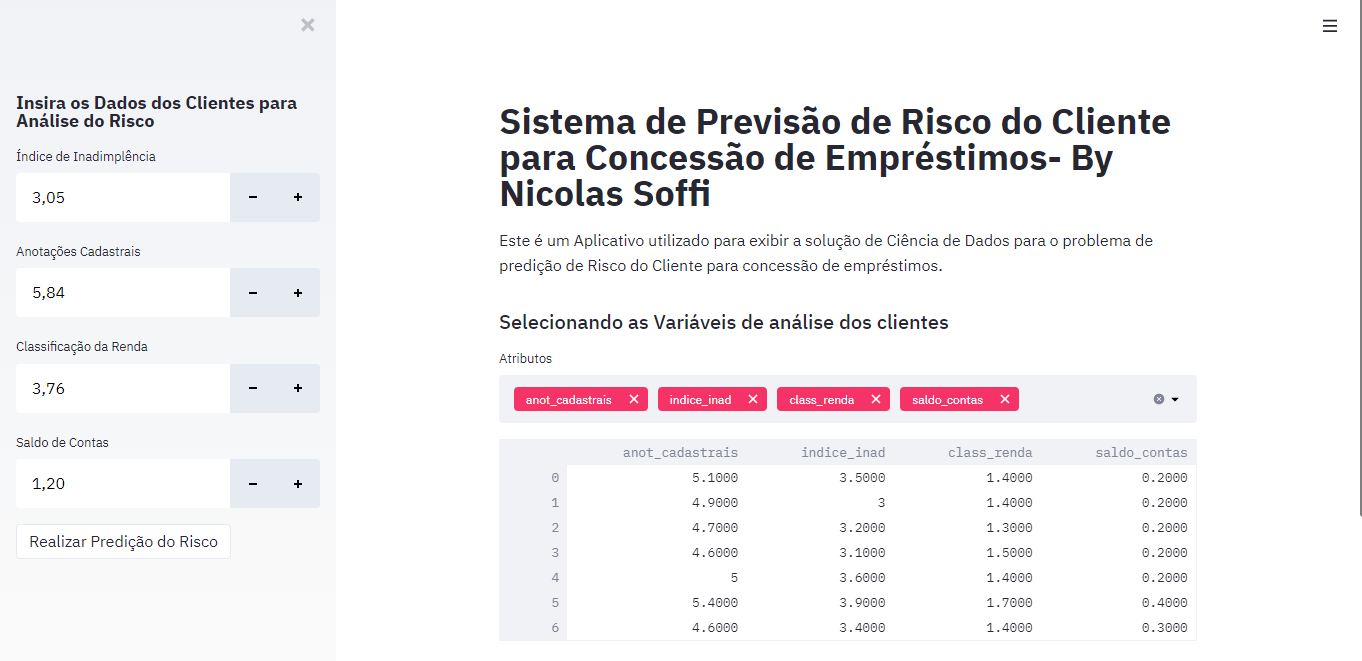 Insira os Dados dos Clientes para
Análise do Risco
Índice de Inadimplência
3,05
Anotações Cadastrais
5,84
Classificação da Renda
3,76
Saldo de Contas
1,20
Realizar Predição do Risco
Sistema de Previsão de Risco do Cliente
para Concessão de Empréstimos- By
Nicolas Soffi
Este é um Aplicativo utilizado para exibir a solução de Ciência de Dados para o problema de
predição de Risco do Cliente para concessão de empréstimos.
Selecionando as Variáveis de análise dos clientes
Atributos
anot_cadastrais indice_inad class_renda saldo_contas
anot_cadastrais indice_inad class_renda saldo_contas
0 5.1000 3.5000 1.4000 0.2000
1 4.9000 3 1.4000 0.2000
2 4.7000 3.2000 1.3000 0.2000
3 4.6000 3.1000 1.5000 0.2000
4 5 3.6000 1.4000 0.2000
5 5.4000 3.9000 1.7000 0.4000
6 4.6000 3.4000 1.4000 0.3000